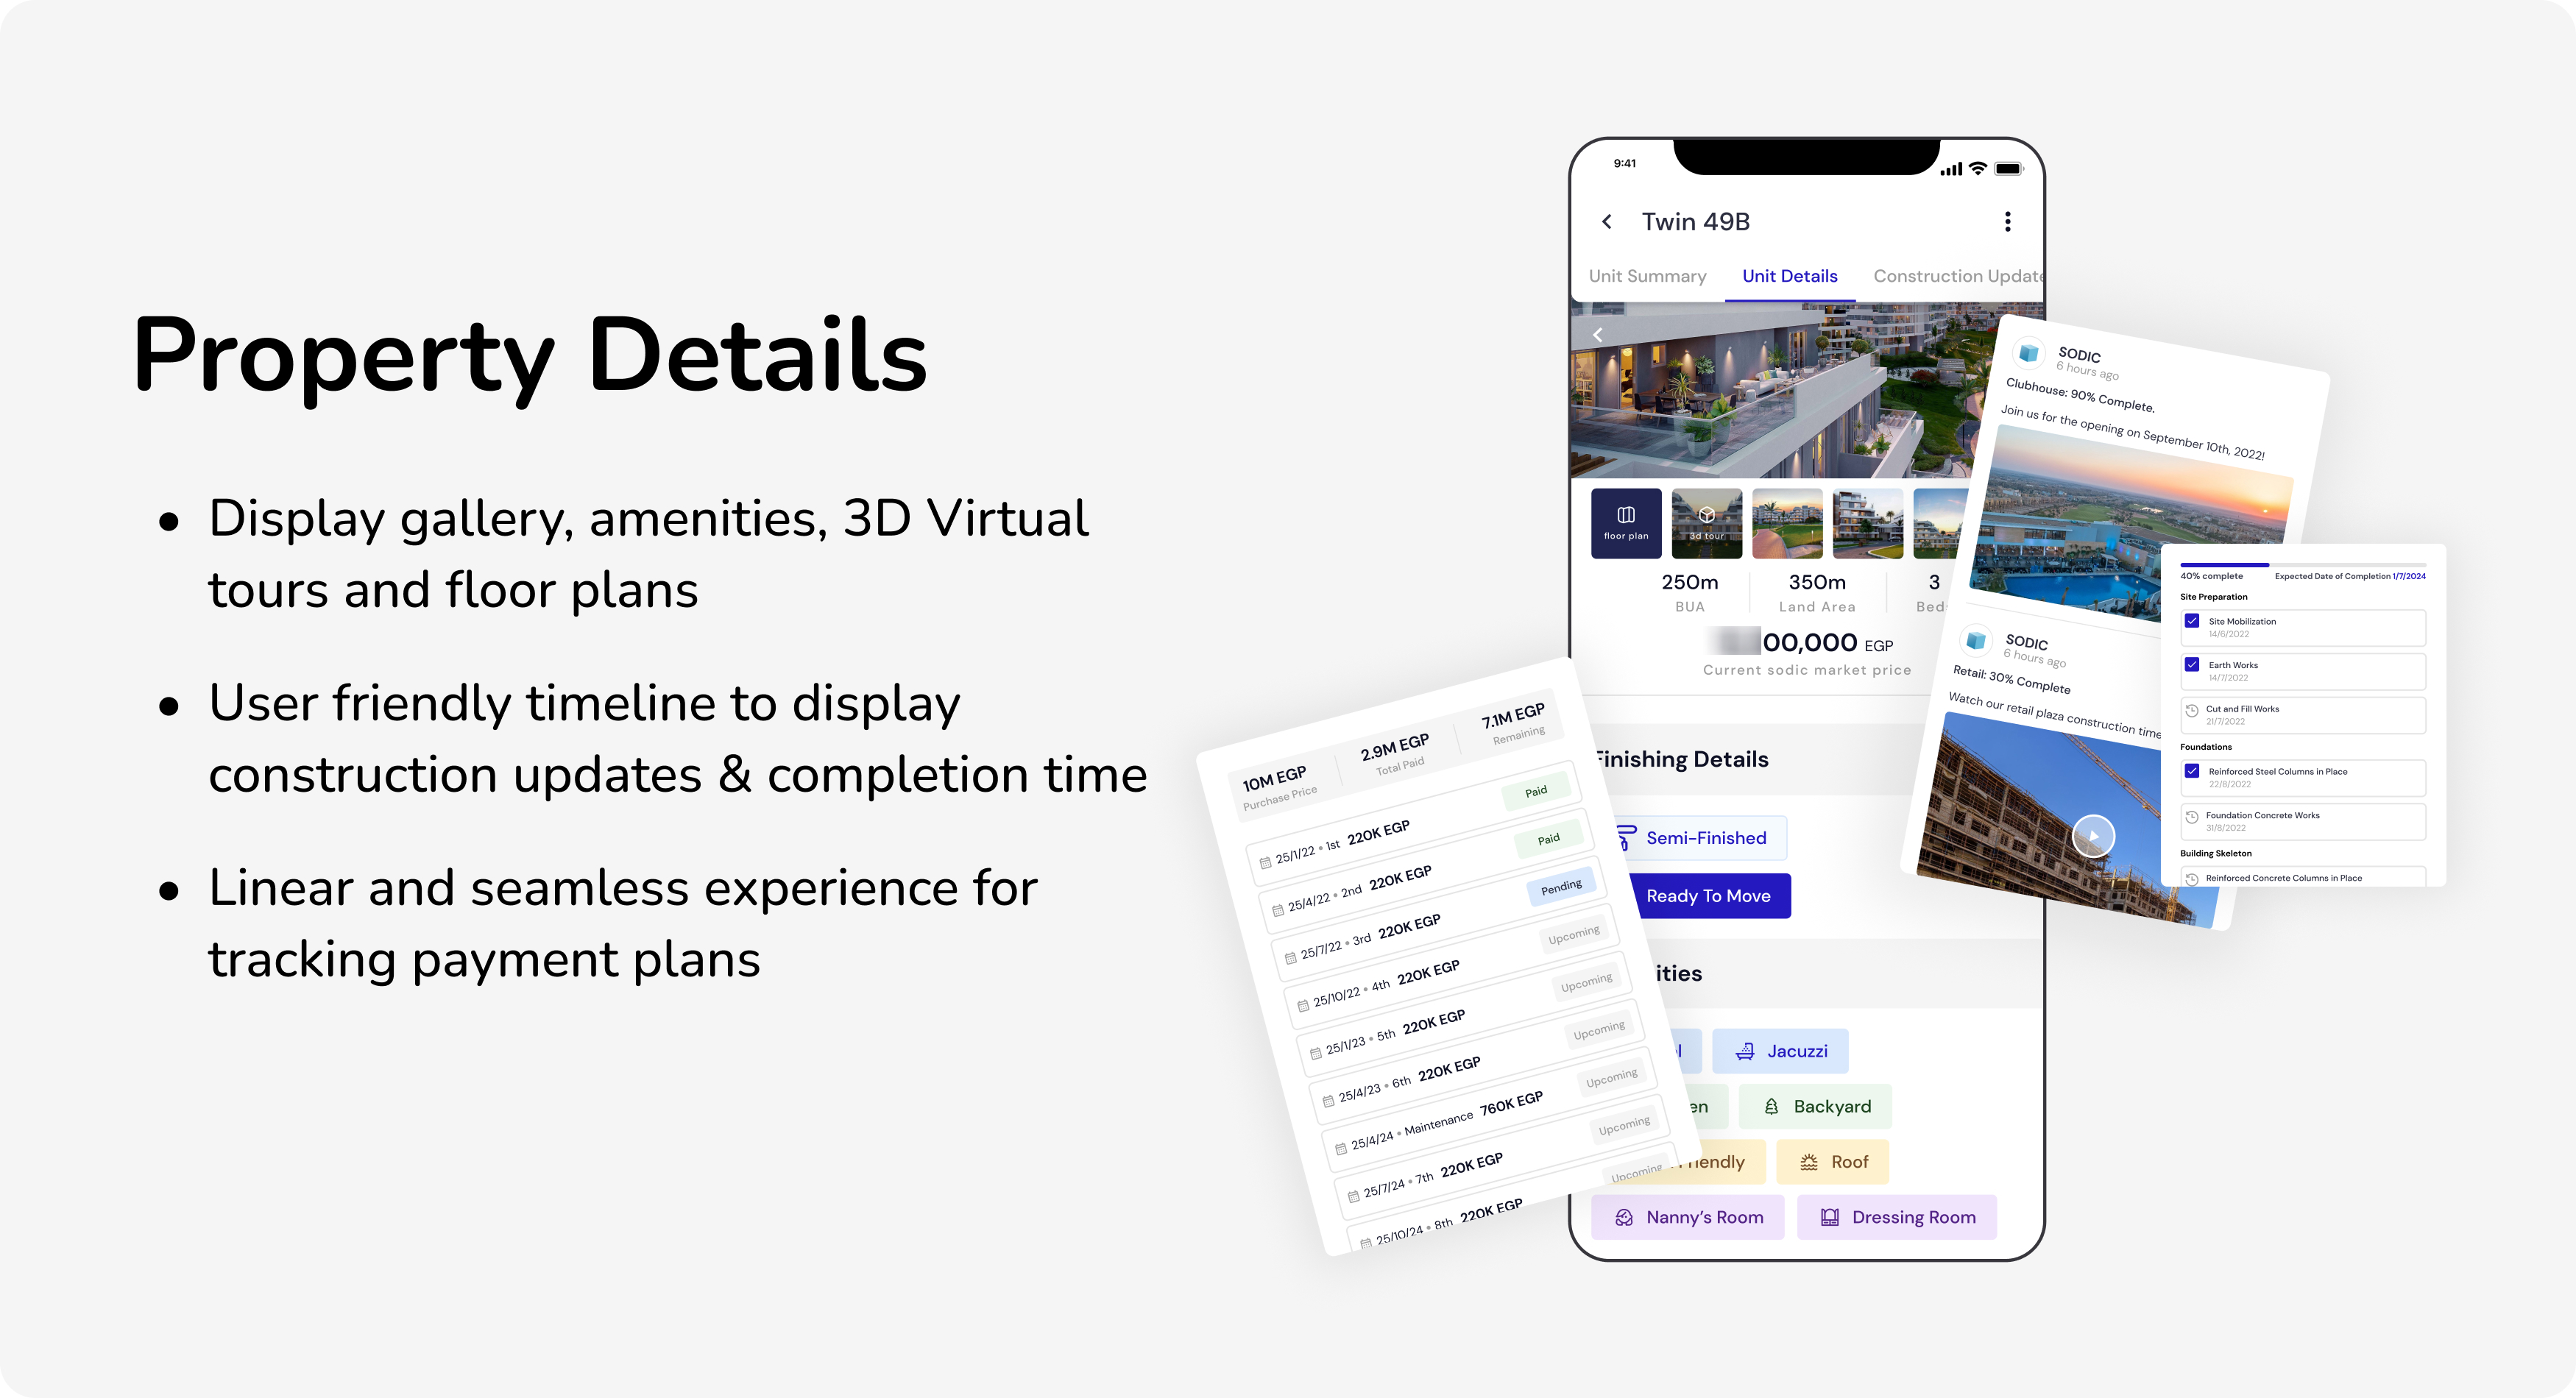 Property Details
Display gallery, amenities, 3D Virtual
tours and floor plans
User friendly timeline to display
construction updates & completion time
Linear and seamless experience for
tracking payment plans
9:41
Twin 49B
Unit Summary
Unit Details
Construction Update
floor plan
3d tour
250m
BUA
350m
Land Area
3
Bed
00,000 EGP
Current sodic market price
Finishing Details
Semi-Finished
Ready To Move
ities
Jacuzzi
en
Backyard
Friendly
Roof
Nanny's Room
Dressing Room
10M EGP
Purchase Price
2.9M EGP
Total Paid
7.1M EGP
Remaining
25/1/22 • 1st 220K EGP Paid
25/4/22 • 2nd 220K EGP Paid
25/7/22 • 3rd 220K EGP Pending
25/10/22 • 4th 220K EGP Upcoming
25/1/23 • 5th 220K EGP Upcoming
25/4/23 • 6th 220K EGP Upcoming
25/4/24 • Maintenance 760K EGP Upcoming
25/7/24 • 7th 220K EGP Upcoming
25/10/24 • 8th 220K EGP Upcoming
SODIC
6 hours ago
Clubhouse: 90% Complete.
Join us for the opening on September 10th, 2022!
SODIC
6 hours ago
Retail: 30% Complete
Watch our retail plaza construction time
40% complete
Expected Date of Completion 1/7/2024
Site Preparation
Site Mobilization
14/6/2022
Earth Works
14/7/2022
Cut and Fill Works
21/7/2022
Foundations
Reinforced Steel Columns in Place
22/8/2022
Foundation Concrete Works
31/8/2022
Building Skeleton
Reinforced Concrete Columns in Place